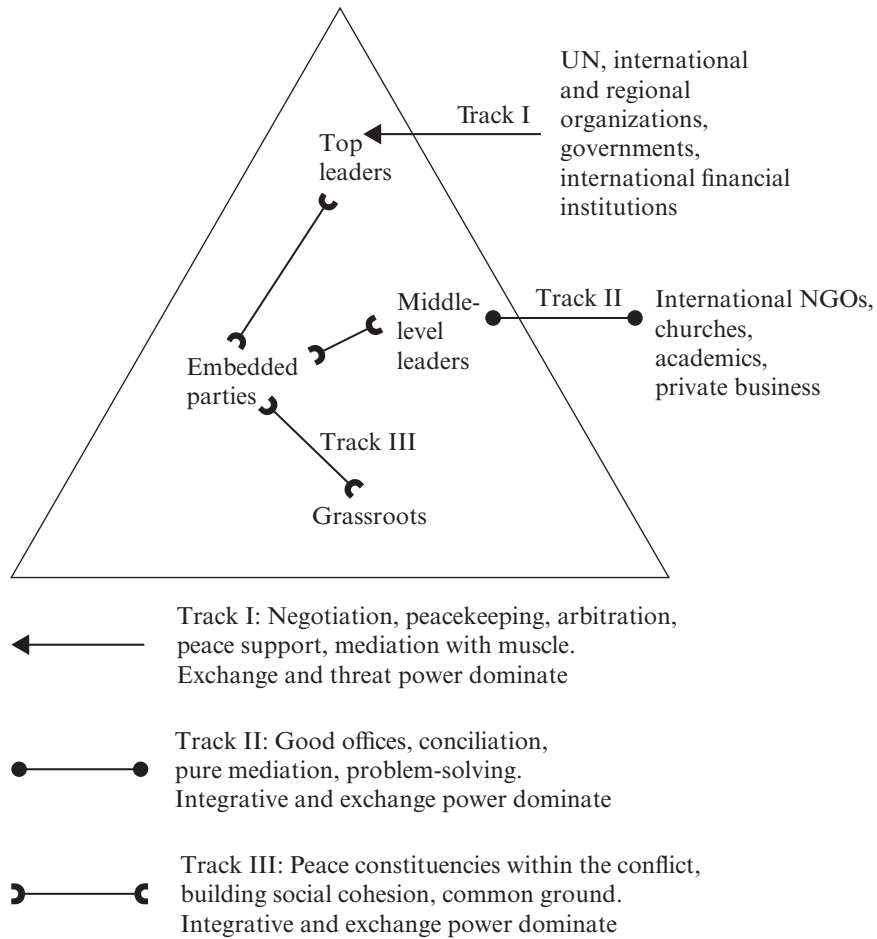 UN, international
and regional
organizations,
governments,
international financial
institutions
Track I
Top
leaders
Middle-
level
leaders
Track II
International NGOs,
churches,
academics,
private business
Embedded
parties
Track III
Grassroots
Track I: Negotiation, peacekeeping, arbitration,
peace support, mediation with muscle.
Exchange and threat power dominate
Track II: Good offices, conciliation,
pure mediation, problem-solving.
Integrative and exchange power dominate
Track III: Peace constituencies within the conflict,
building social cohesion, common ground.
Integrative and exchange power dominate